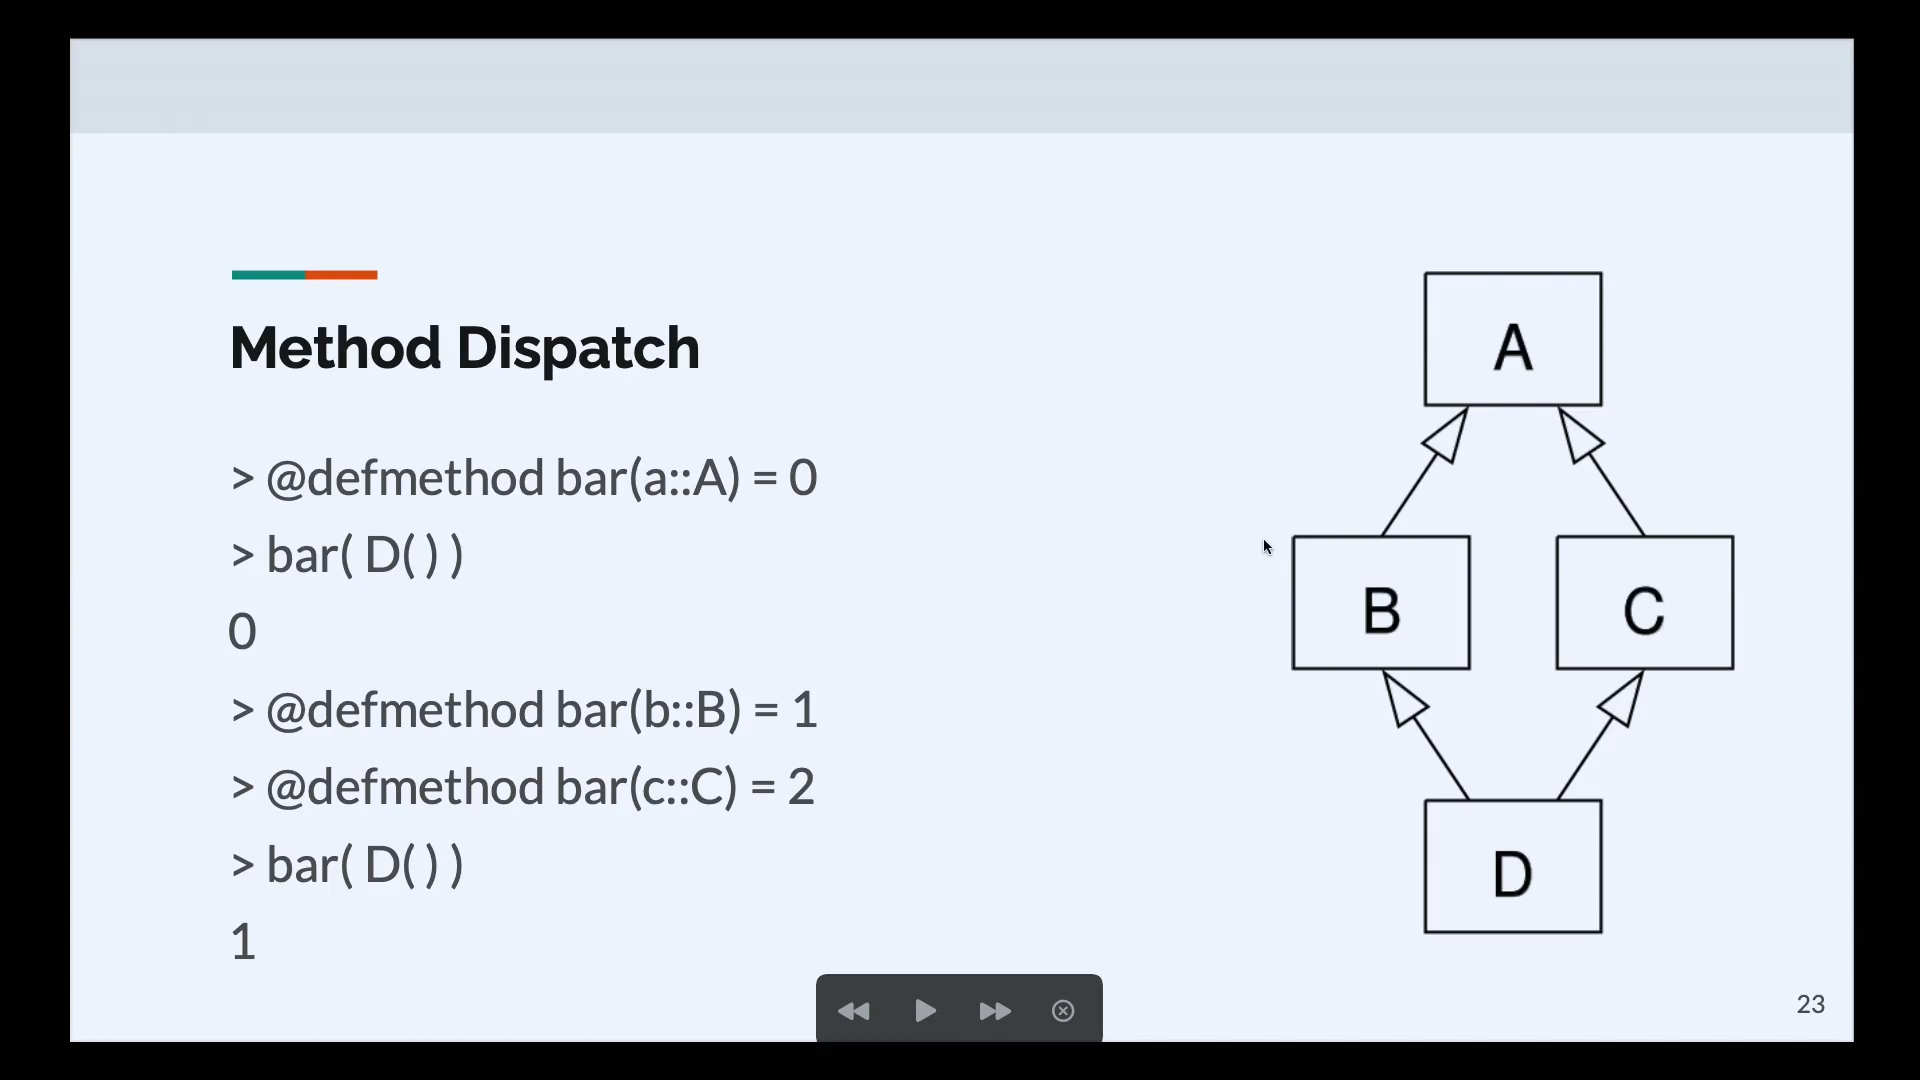 Method Dispatch
> @defmethod bar(a::A) = 0
> bar( D( ) )
0
> @defmethod bar(b::B) = 1
> @defmethod bar(c::C) = 2
> bar( D( ) )
1
A
B
C
D
23